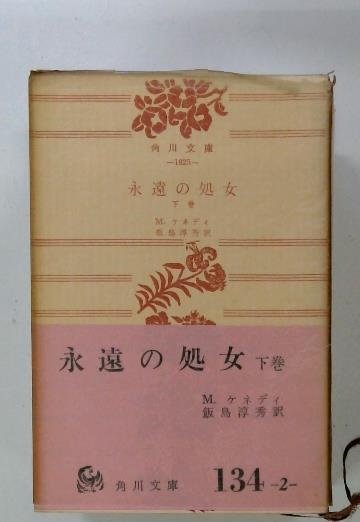 角川文庫
—1825—
永遠の処女
下巻
M. ケネディ
飯島淳秀訳
永遠の処女 下巻
M. ケネディ
飯島淳秀訳
角川文庫 134 -2-